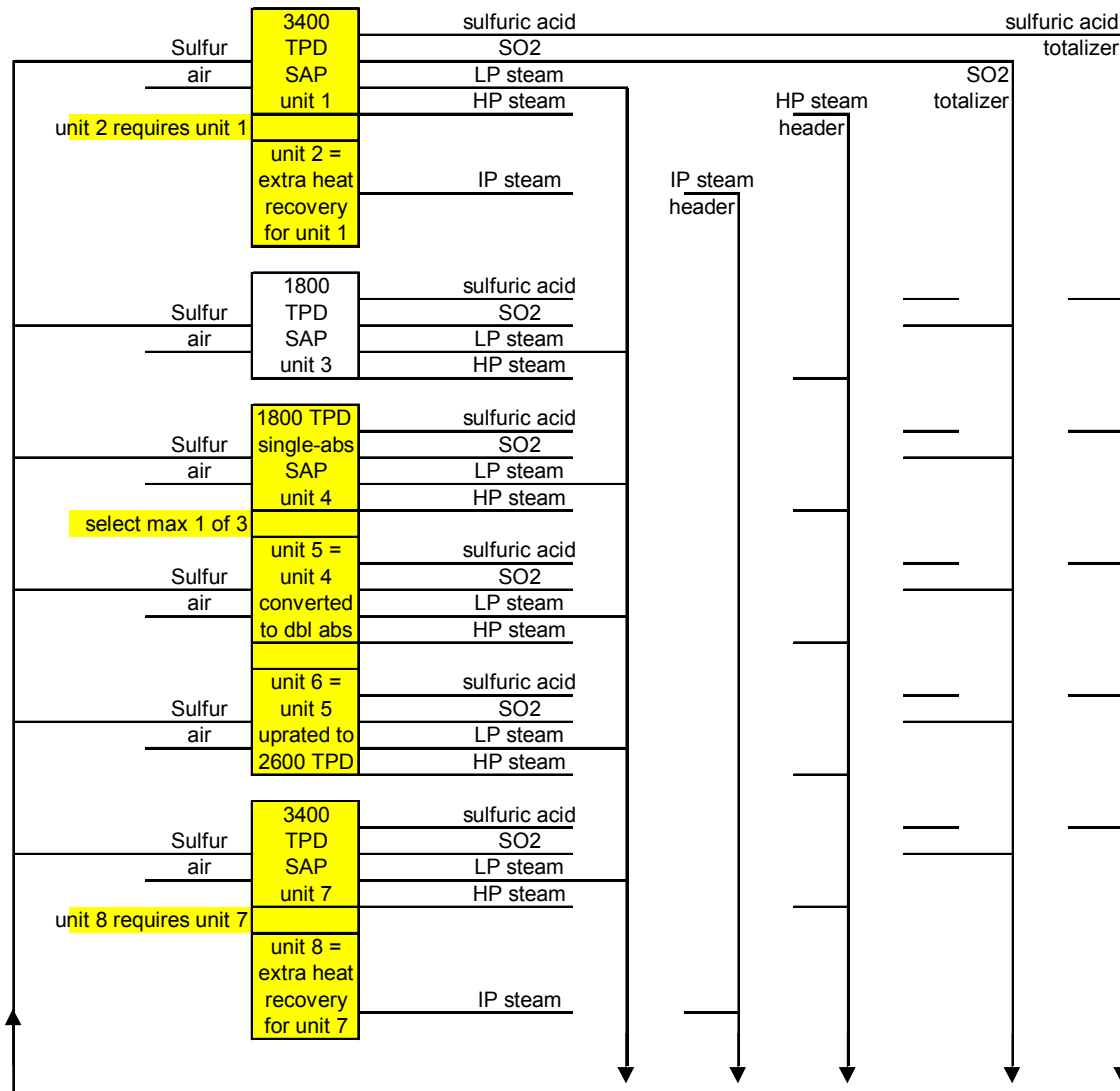 3400
sulfuric acid
sulfuric acid
Sulfur
TPD
SO2
totalizer
air
SAP
LP steam
SO2
unit 1
HP steam
HP steam
totalizer
unit 2 requires unit 1
header
unit 2 =
extra heat
IP steam
IP steam
recovery
header
for unit 1
1800
sulfuric acid
Sulfur
TPD
SO2
air
SAP
LP steam
unit 3
HP steam
1800 TPD
sulfuric acid
Sulfur
single-abs
SO2
air
SAP
LP steam
unit 4
HP steam
select max 1 of 3
unit 5 =
sulfuric acid
Sulfur
unit 4
SO2
air
converted
LP steam
to dbl abs
HP steam
unit 6 =
sulfuric acid
Sulfur
unit 5
SO2
air
uprated to
LP steam
2600 TPD
HP steam
3400
sulfuric acid
Sulfur
TPD
SO2
air
SAP
LP steam
unit 7
HP steam
unit 8 requires unit 7
unit 8 =
extra heat
recovery
IP steam
for unit 7